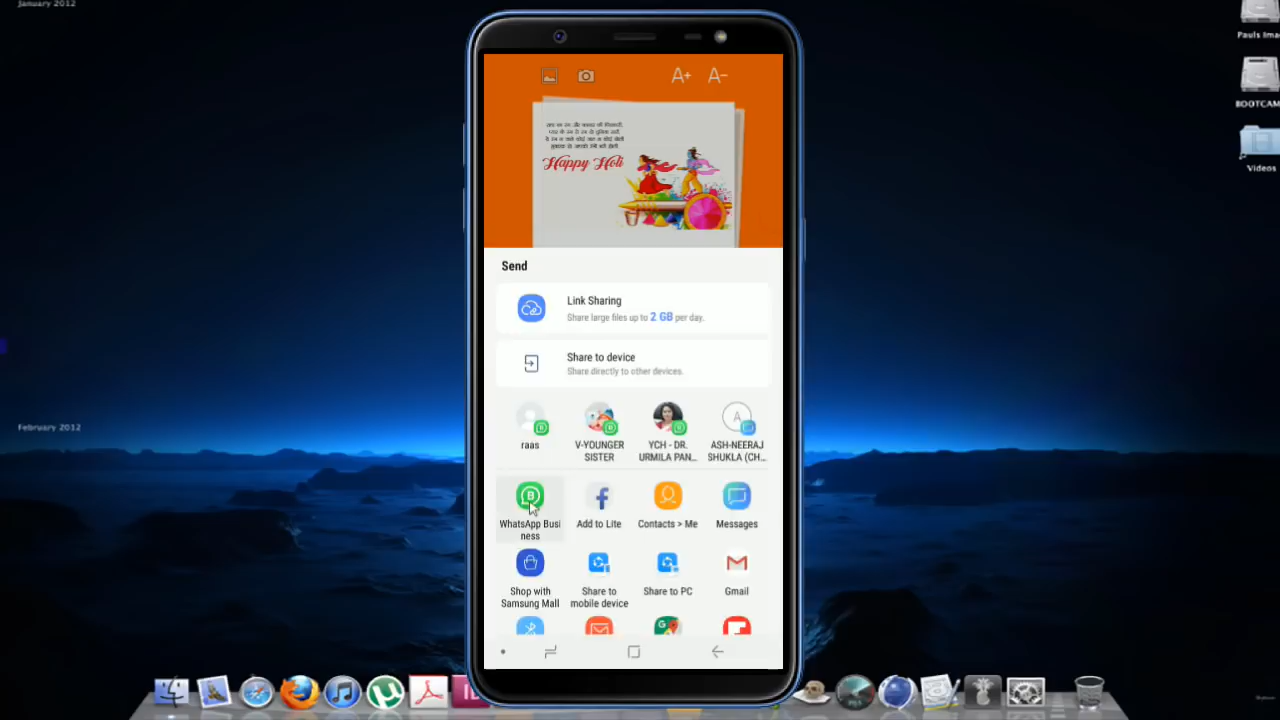 January 2012
Pauls Ima
BOOTCAM
Videos
February 2012
A+ A-
Happy Holi
Send
Link Sharing
Share large files up to 2 GB per day.
Share to device
Share directly to other devices.
raas
V-YOUNGER
SISTER
YCH - DR.
URMILA PAN...
A
ASH-NEERAJ
SHUKLA (CH...
B
WhatsApp Busi
ness
Add to Lite
Contacts > Me
Messages
Shop with
Samsung Mall
Share to
mobile device
Share to PC
Gmail